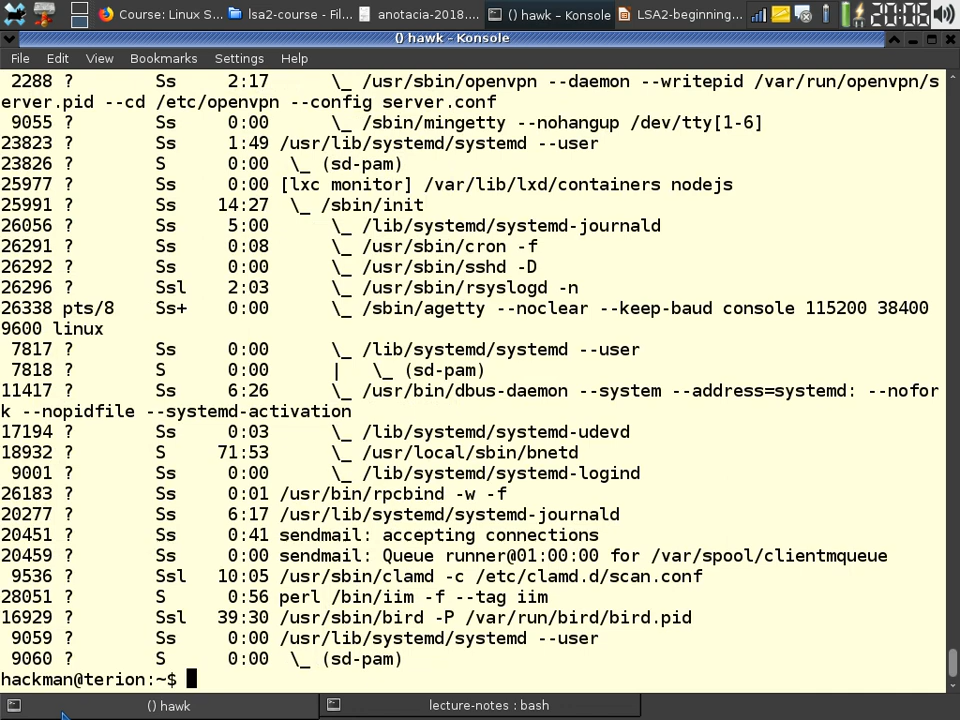 Course: Linux S...
lsa2-course - Fil...
anotacia-2018....
() hawk - Konsole
LSA2-beginning...
20:06
() hawk - Konsole
File Edit View Bookmarks Settings Help
2288 ? Ss 2:17 \_ /usr/sbin/openvpn --daemon --writepid /var/run/openvpn/s
erver.pid --cd /etc/openvpn --config server.conf
9055 ? Ss 0:00 \_ /sbin/mingetty --nohangup /dev/tty[1-6]
23823 ? Ss 1:49 /usr/lib/systemd/systemd --user
23826 ? S 0:00 \_ (sd-pam)
25977 ? Ss 0:00 [lxc monitor] /var/lib/lxd/containers nodejs
25991 ? Ss 14:27 \_ /sbin/init
26056 ? Ss 5:00 \_ /lib/systemd/systemd-journald
26291 ? Ss 0:08 \_ /usr/sbin/cron -f
26292 ? Ss 0:00 \_ /usr/sbin/sshd -D
26296 ? Ssl 2:03 \_ /usr/sbin/rsyslogd -n
26338 pts/8 Ss+ 0:00 \_ /sbin/agetty --noclear --keep-baud console 115200 38400
9600 linux
7817 ? Ss 0:00 \_ /lib/systemd/systemd --user
7818 ? S 0:00 | \_ (sd-pam)
11417 ? Ss 6:26 \_ /usr/bin/dbus-daemon --system --address=systemd: --nofor
k --nopidfile --systemd-activation
17194 ? Ss 0:03 \_ /lib/systemd/systemd-udevd
18932 ? S 71:53 \_ /usr/local/sbin/bnetd
9001 ? Ss 0:00 \_ /lib/systemd/systemd-logind
26183 ? Ss 0:01 /usr/bin/rpcbind -w -f
20277 ? Ss 6:17 /usr/lib/systemd/systemd-journald
20451 ? Ss 0:41 sendmail: accepting connections
20459 ? Ss 0:00 sendmail: Queue runner@01:00:00 for /var/spool/clientmqueue
9536 ? Ssl 10:05 /usr/sbin/clamd -c /etc/clamd.d/scan.conf
28051 ? S 0:56 perl /bin/iim -f --tag iim
16929 ? Ssl 39:30 /usr/sbin/bird -P /var/run/bird/bird.pid
9059 ? Ss 0:00 /usr/lib/systemd/systemd --user
9060 ? S 0:00 \_ (sd-pam)
hackman@terion:~$
() hawk
lecture-notes : bash